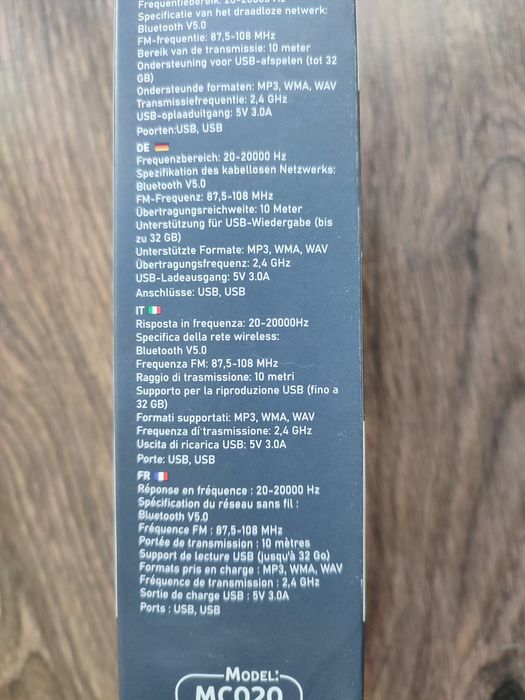 Frequentiebereik: 20-20000 Hz
Specificatie van het draadloze netwerk:
Bluetooth V5.0
FM-frequentie: 87,5-108 MHz
Bereik van de transmissie: 10 meter
Ondersteuning voor USB-afspelen (tot 32
GB)
Ondersteunde formaten: MP3, WMA, WAV
Transmissiefrequentie: 2,4 GHz
USB-oplaaduitgang: 5V 3.0A
Poorten:USB, USB
DE
Frequenzbereich: 20-20000 Hz
Spezifikation des kabellosen Netzwerks:
Bluetooth V5.0
FM-Frequenz: 87,5-108 MHz
Übertragungsreichweite: 10 Meter
Unterstützung für USB-Wiedergabe (bis
zu 32 GB)
Unterstützte Formate: MP3, WMA, WAV
Übertragungsfrequenz: 2,4 GHz
USB-Ladeausgang: 5V 3.0A
Anschlüsse: USB, USB
IT
Risposta in frequenza: 20-20000Hz
Specifica della rete wireless:
Bluetooth V5.0
Frequenza FM: 87,5-108 MHz
Raggio di trasmissione: 10 metri
Supporto per la riproduzione USB (fino a
32 GB)
Formati supportati: MP3, WMA, WAV
Frequenza di trasmissione: 2,4 GHz
Uscita di ricarica USB: 5V 3.0A
Porte: USB, USB
FR
Réponse en fréquence : 20-20000 Hz
Spécification du réseau sans fil :
Bluetooth V5.0
Fréquence FM : 87,5-108 MHz
Portée de transmission : 10 mètres
Support de lecture USB (jusqu'à 32 Go)
Formats pris en charge : MP3, WMA, WAV
Fréquence de transmission : 2,4 GHz
Sortie de charge USB : 5V 3.0A
Ports : USB, USB
MODEL:
MC020